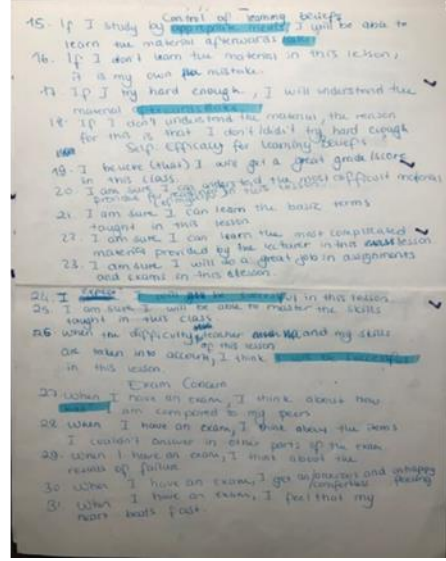 Control of learning beliefs
15. If I study by appropriate means, I will be able to
learn the material afterwards
16. If I don't learn the material in this lesson,
it is my own mistake.
17. If I try hard enough, I will understand the
material
18. If I don't understand the material, the reason
for this is that I don't/didn't try hard enough
Self efficacy for Learning Beliefs
19. I believe (that) I will get a great grade/score
in this class.
20. I am sure I can understand the most difficult materials
in this lesson
21. I am sure I can learn the basic terms
taught in this lesson
22. I am sure I can learn the most complicated
material provided by the lecturer in this lesson
23. I am sure I will do a great job in assignments
and exams in this lesson.
24. I expect I will be successful in this lesson
25. I am sure I will be able to master the skills
taught in this class
26. When the difficulty, teacher and my skills
of this lesson
are taken into account, I think I will be successful
in this lesson
Exam Concern
27. When I have an exam, I think about how
I am compared to my peers
28. When I have an exam, I think about the items
I couldn't answer in other parts of the exam
29. When I have an exam, I think about the
results of failure
30. When I have an exam, I get an and unhappy
feeling
31 When I have an exam, I feel that my
heart beats fast.